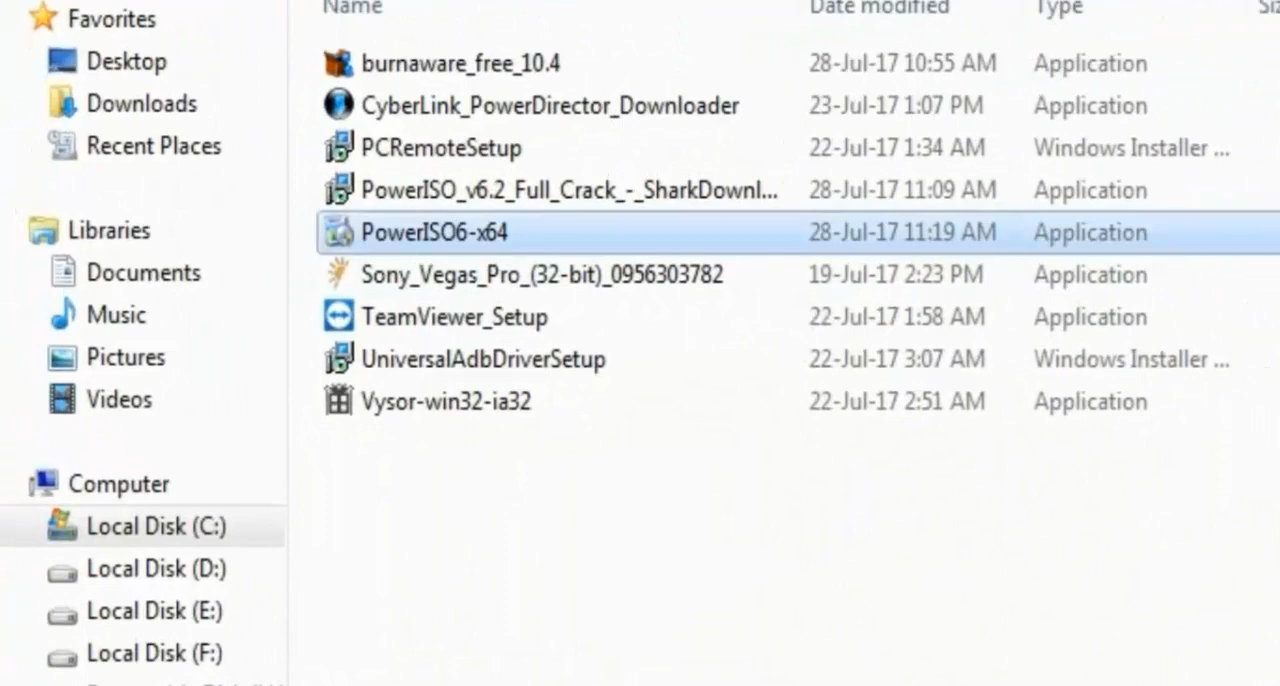 Name Date modified Type Siz
Favorites
Desktop
Downloads
Recent Places
Libraries
Documents
Music
Pictures
Videos
Computer
Local Disk (C:)
Local Disk (D:)
Local Disk (E:)
Local Disk (F:)
burnaware_free_10.4 28-Jul-17 10:55 AM Application
CyberLink_PowerDirector_Downloader 23-Jul-17 1:07 PM Application
PCRemoteSetup 22-Jul-17 1:34 AM Windows Installer ...
PowerISO_v6.2_Full_Crack_-_SharkDownl... 28-Jul-17 11:09 AM Application
PowerISO6-x64 28-Jul-17 11:19 AM Application
Sony_Vegas_Pro_(32-bit)_0956303782 19-Jul-17 2:23 PM Application
TeamViewer_Setup 22-Jul-17 1:58 AM Application
UniversalAdbDriverSetup 22-Jul-17 3:07 AM Windows Installer ...
Vysor-win32-ia32 22-Jul-17 2:51 AM Application